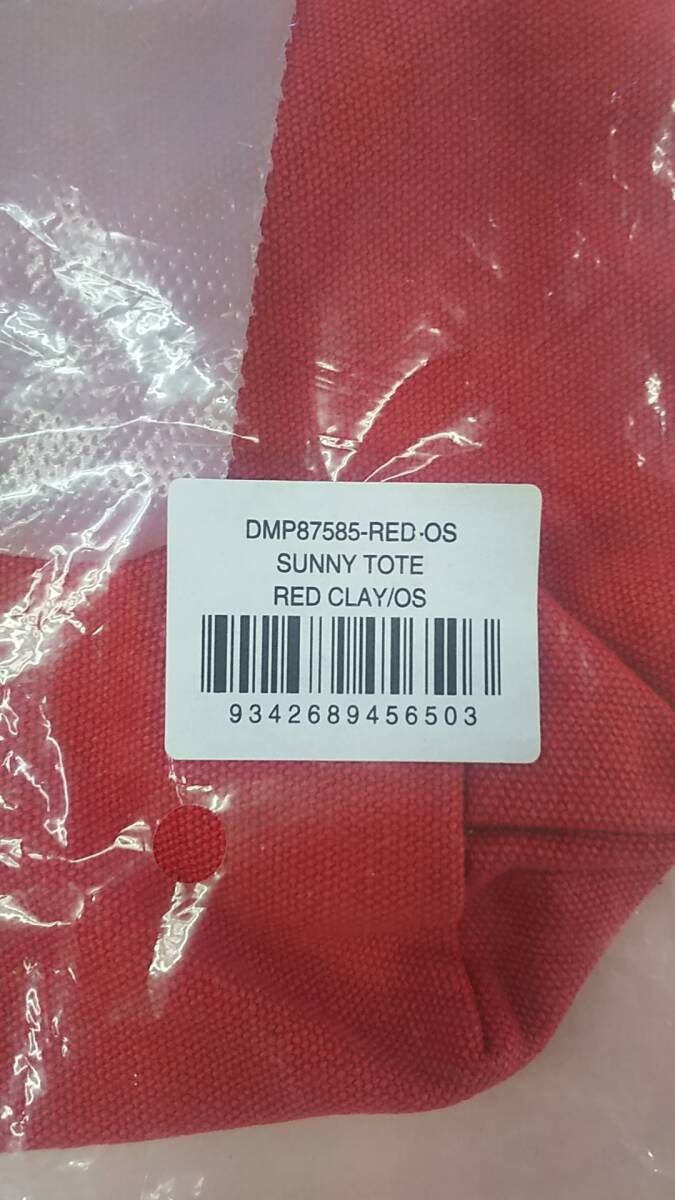 DMP87585-RED-OS
SUNNY TOTE
RED CLAY/OS
9342689456503